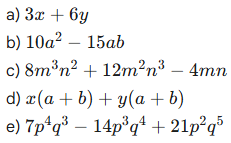 a) 3x + 6y
b) 10a² − 15ab
c) 8m³n² + 12m²n³ − 4mn
d) x(a + b) + y(a + b)
e) 7p⁴q³ − 14p³q⁴ + 21p²q⁵